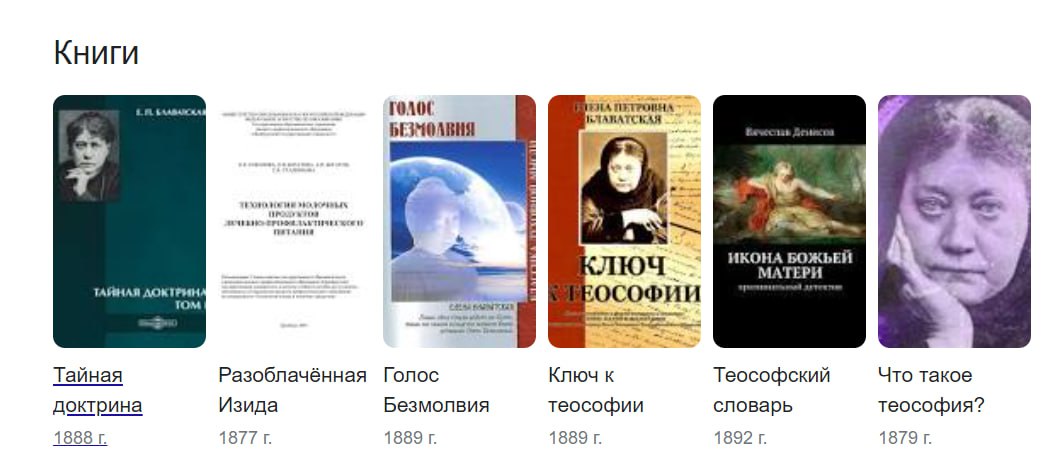 Книги
Е. П. БЛАВАТСКАЯ
ТАЙНАЯ ДОКТРИНА
ТОМ
ТЕХНОЛОГИЯ МОЛОЧНЫХ
ПРОДУКТОВ
ЛЕЧЕБНО-ПРОФИЛАКТИЧЕСКОГО
ПИТАНИЯ
ГОЛОС
БЕЗМОЛВИЯ
ЕЛЕНА БЛАВАТСКАЯ
ЕЛЕНА ПЕТРОВНА
БЛАВАТСКАЯ
КЛЮЧ
К ТЕОСОФИИ
Вячеслав Денисов
ИКОНА БОЖЬЕЙ
МАТЕРИ
криминальный детектив
Тайная
доктрина
1888 г.
Разоблачённая
Изида
1877 г.
Голос
Безмолвия
1889 г.
Ключ к
теософии
1889 г.
Теософский
словарь
1892 г.
Что такое
теософия?
1879 г.